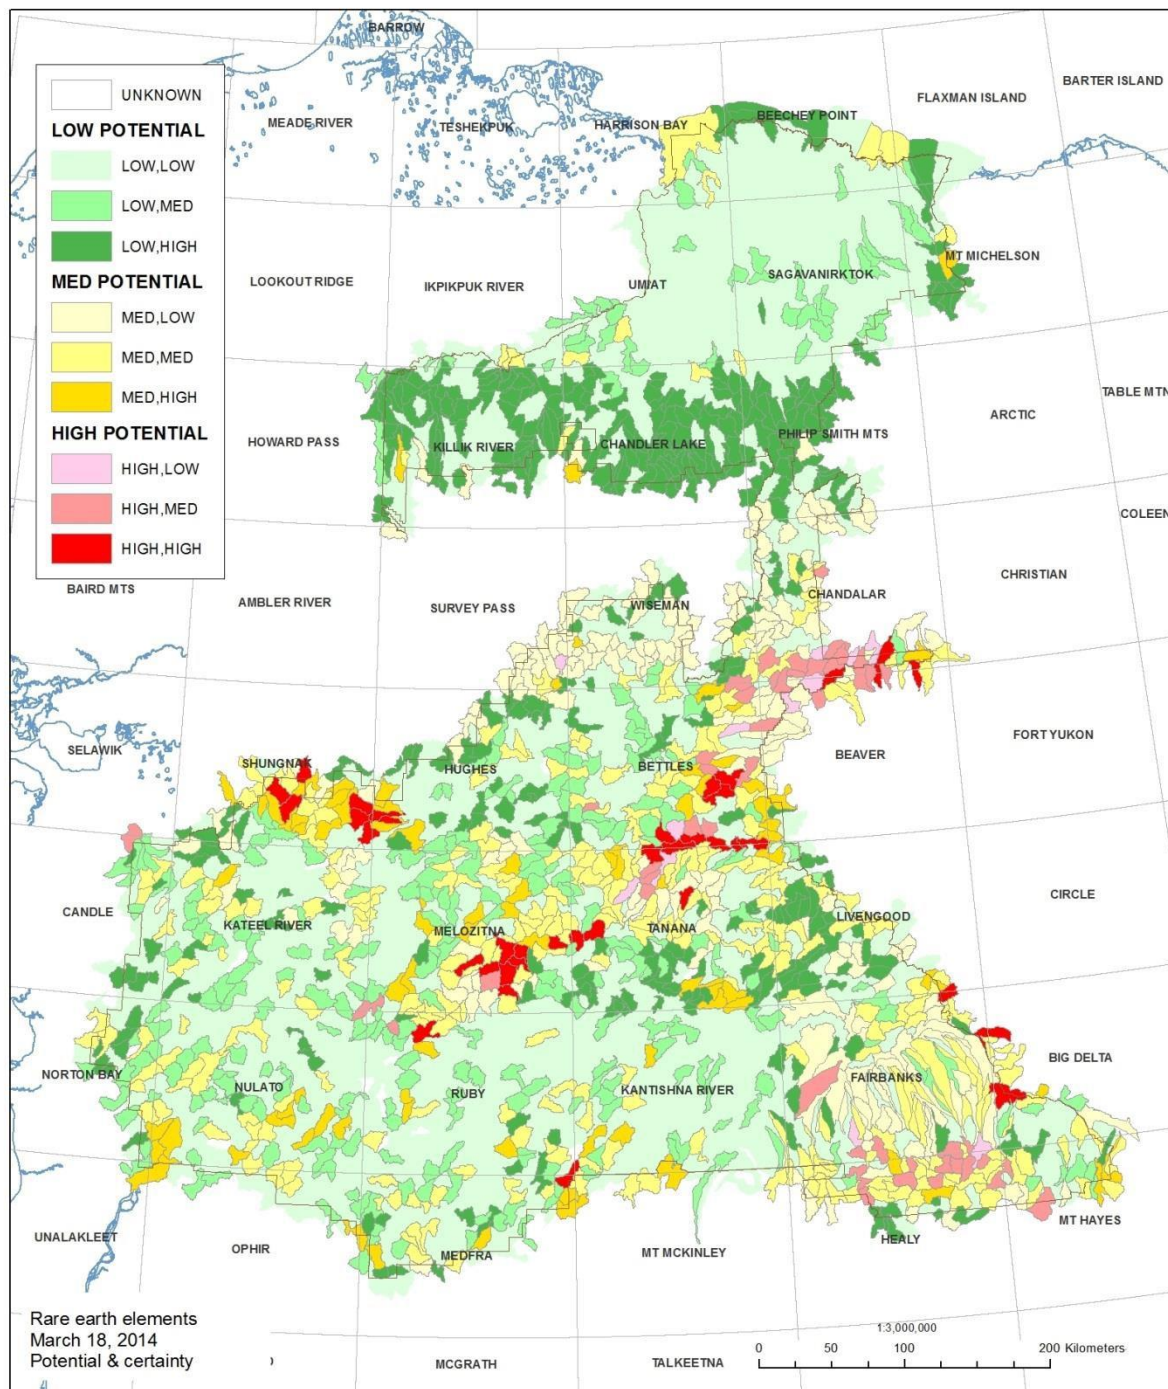 BARROW
BARTER ISLAND
FLAXMAN ISLAND
UNKNOWN
LOW POTENTIAL
LOW,LOW
LOW,MED
LOW,HIGH
MED POTENTIAL
MED,LOW
MED,MED
MED,HIGH
HIGH POTENTIAL
HIGH,LOW
HIGH,MED
HIGH,HIGH
MEADE RIVER
TESHEKPUK
HARRISON BAY
BEECHEY POINT
LOOKOUT RIDGE
IKPIKPUK RIVER
UMIAT
SAGAVANIRKTOK
MT MICHELSON
HOWARD PASS
KILLIK RIVER
CHANDLER LAKE
PHILIP SMITH MTS
ARCTIC
TABLE MTN
COLEEN
BAIRD MTS
AMBLER RIVER
SURVEY PASS
WISEMAN
CHANDALAR
CHRISTIAN
SELAWIK
SHUNGNAK
HUGHES
BETTLES
BEAVER
FORT YUKON
CANDLE
KATEEL RIVER
MELOZITNA
TANANA
LIVENGOOD
CIRCLE
NORTON BAY
NULATO
RUBY
KANTISHNA RIVER
FAIRBANKS
BIG DELTA
UNALAKLEET
OPHIR
MEDFRA
MT MCKINLEY
HEALY
MT HAYES
Rare earth elements
March 18, 2014
Potential & certainty
MCGRATH
TALKEETNA
1:3,000,000
0 50 100 200 Kilometers